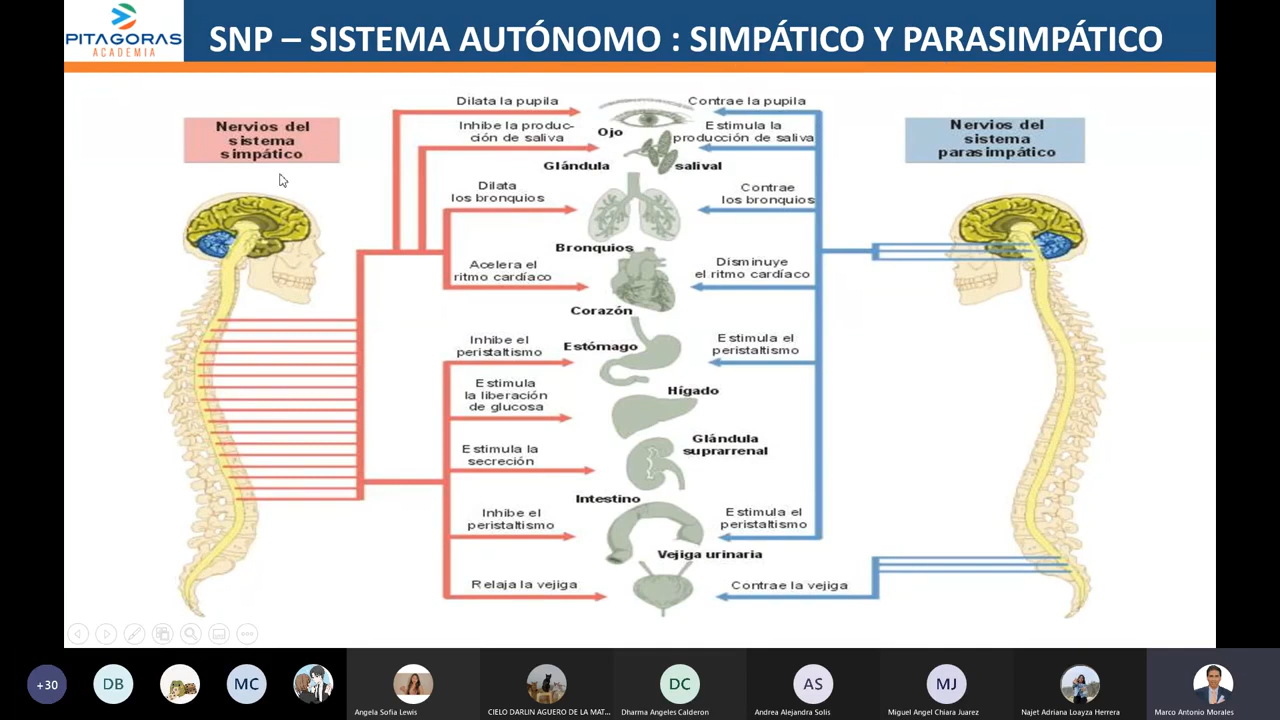 PITAGORAS
ACADEMIA
SNP – SISTEMA AUTÓNOMO : SIMPÁTICO Y PARASIMPÁTICO
Nervios del
sistema
simpático
Dilata la pupila
Inhibe la produc-
ción de saliva
Dilata
los bronquios
Acelera el
ritmo cardíaco
Inhibe el
peristaltismo
Estimula
la liberación
de glucosa
Estimula la
secreción
Inhibe el
peristaltismo
Relaja la vejiga
Ojo
Glándula salival
Bronquios
Corazón
Estómago
Hígado
Glándula
suprarrenal
Intestino
Vejiga urinaria
Contrae la pupila
Estimula la
producción de saliva
Contrae
los bronquios
Disminuye
el ritmo cardíaco
Estimula el
peristaltismo
Estimula el
peristaltismo
Contrae la vejiga
Nervios del
sistema
parasimpático
+30
DB
MC
DC
AS
MJ
Angela Sofia Lewis
CIELO DARLIN AGUERO DE LA MAT...
Dharma Angeles Calderon
Andrea Alejandra Solis
Miguel Angel Chiara Juarez
Najet Adriana Loayza Herrera
Marco Antonio Morales